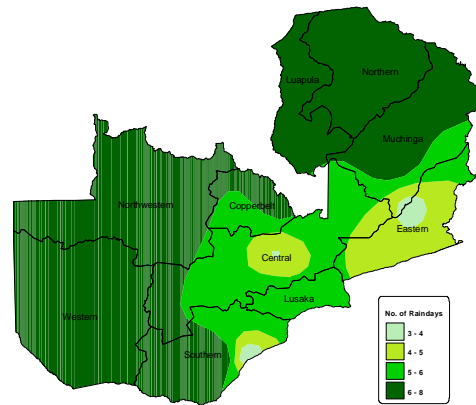 Northern
Luapula
Muchinga
Northwestern
Copperbelt
Eastern
Central
Lusaka
Western
Southern
No. of Raindays
3 - 4
4 - 5
5 - 6
6 - 8